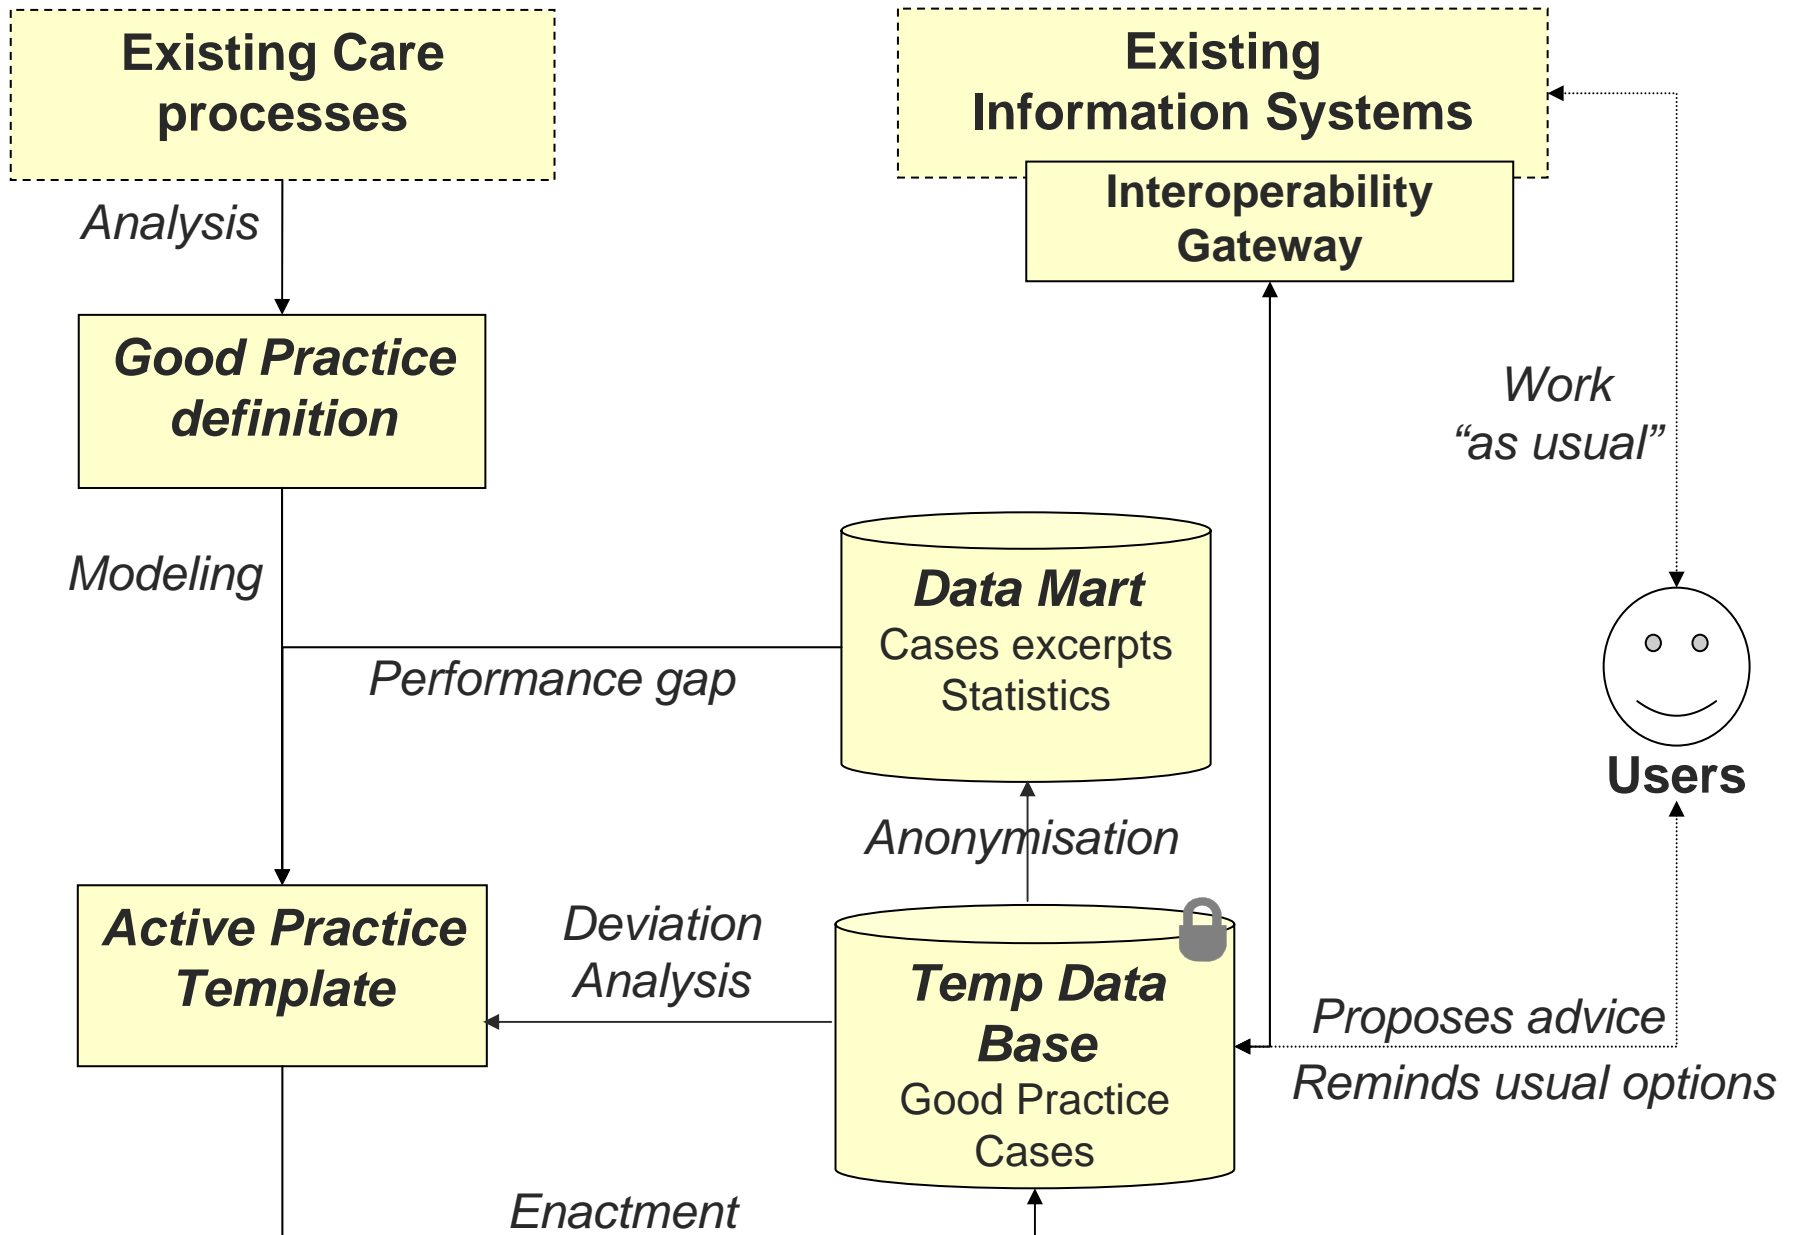 Existing Care
processes
Existing
Information Systems
Interoperability
Gateway
Analysis
Good Practice
definition
Work
“as usual”
Modeling
Data Mart
Cases excerpts
Statistics
Performance gap
Users
Anonymisation
Active Practice
Template
Deviation
Analysis
Temp Data
Base
Good Practice
Cases
Proposes advice
Reminds usual options
Enactment